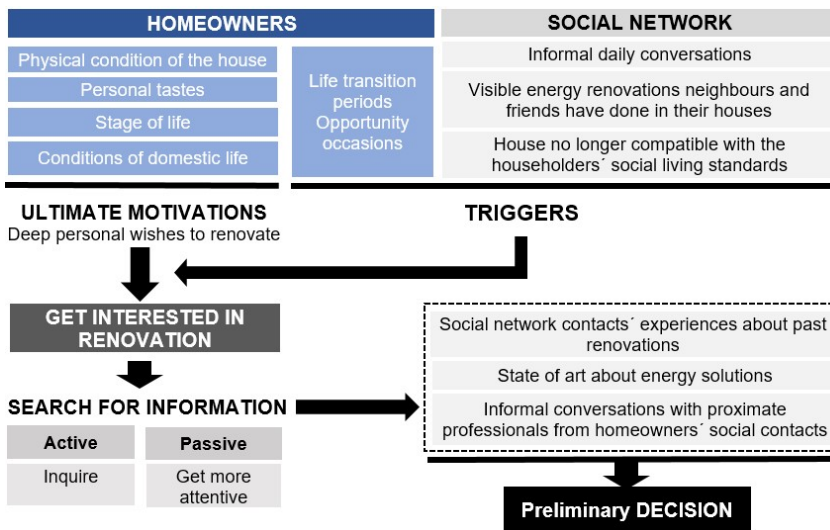 HOMEOWNERS
SOCIAL NETWORK
Physical condition of the house
Personal tastes
Stage of life
Conditions of domestic life
Life transition
periods
Opportunity
occasions
Informal daily conversations
Visible energy renovations neighbours and
friends have done in their houses
House no longer compatible with the
householders´ social living standards
ULTIMATE MOTIVATIONS
Deep personal wishes to renovate
TRIGGERS
GET INTERESTED IN
RENOVATION
SEARCH FOR INFORMATION
Active
Passive
Inquire
Get more
attentive
Social network contacts´ experiences about past
renovations
State of art about energy solutions
Informal conversations with proximate
professionals from homeowners´ social contacts
Preliminary DECISION